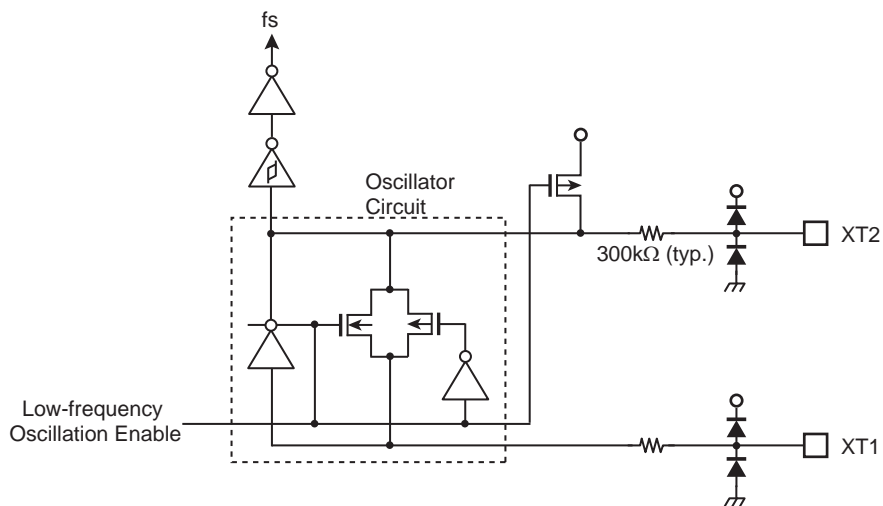 fs
Oscillator
Circuit
300kΩ (typ.)
XT2
Low-frequency
Oscillation Enable
XT1